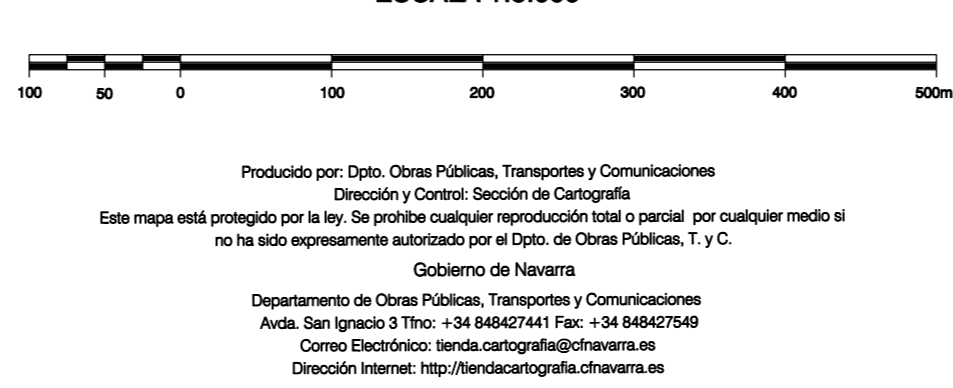 100 50 0 100 200 300 400 500m
Producido por: Dpto. Obras Públicas, Transportes y Comunicaciones
Dirección y Control: Sección de Cartografía
Este mapa está protegido por la ley. Se prohibe cualquier reproducción total o parcial por cualquier medio si
no ha sido expresamente autorizado por el Dpto. de Obras Públicas, T. y C.
Gobierno de Navarra
Departamento de Obras Públicas, Transportes y Comunicaciones
Avda. San Ignacio 3 Tfno: +34 848427441 Fax: +34 848427549
Correo Electrónico: tienda.cartografia@cfnavarra.es
Dirección Internet: http://tiendacartografia.cfnavarra.es